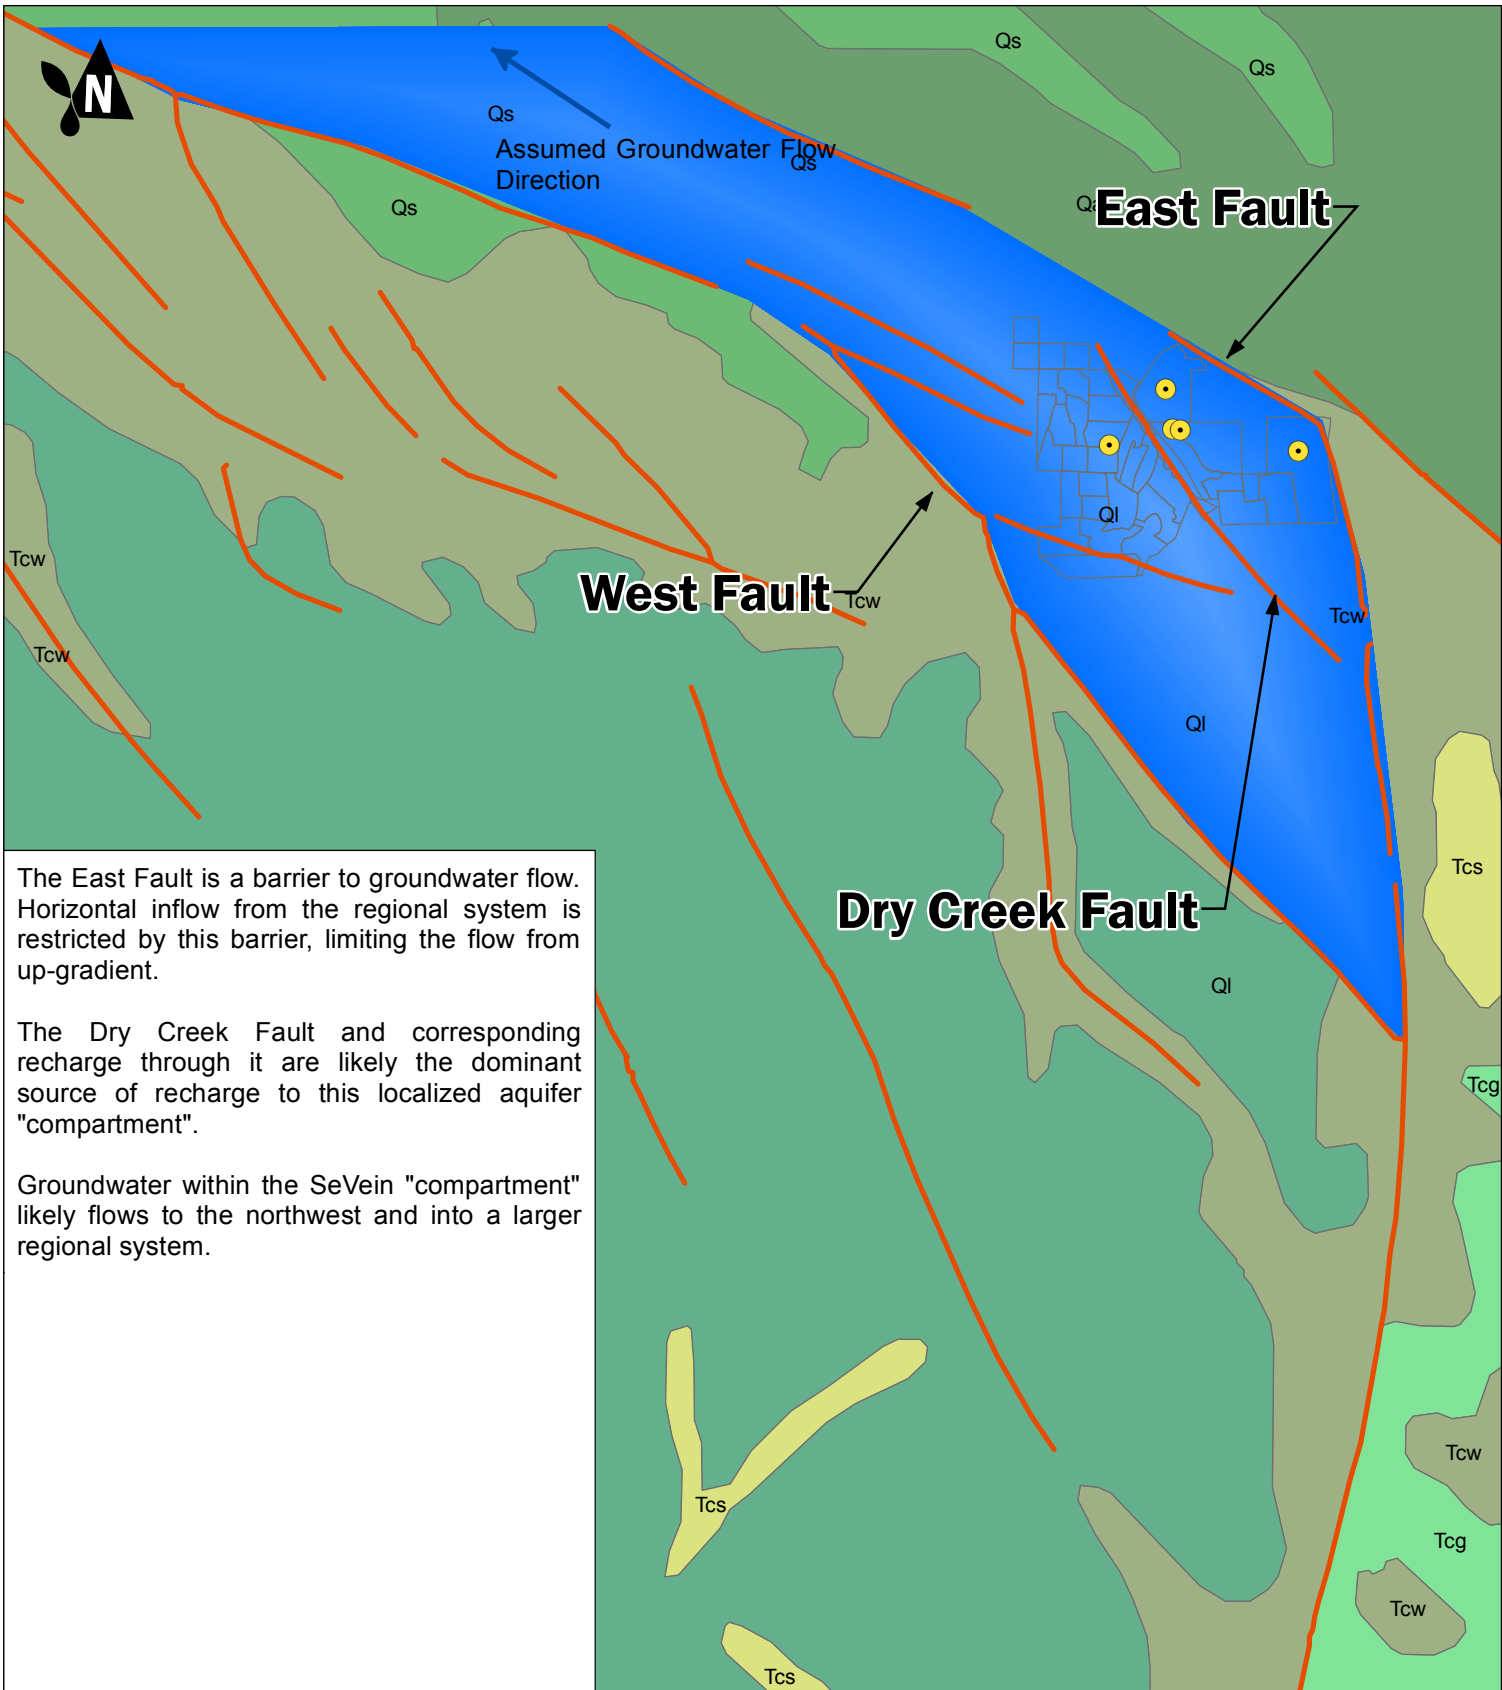 Qs
Qs
N
Qs
Assumed Groundwater Flow
Direction
Qs
Qs
East Fault
Ql
Tcw
West Fault
Tcw
Tcw
Tcw
Ql
The East Fault is a barrier to groundwater flow.
Horizontal inflow from the regional system is
restricted by this barrier, limiting the flow from
up-gradient.
The Dry Creek Fault and corresponding
recharge through it are likely the dominant
source of recharge to this localized aquifer
"compartment".
Groundwater within the SeVein "compartment"
likely flows to the northwest and into a larger
regional system.
Tcs
Dry Creek Fault
Ql
Tcg
Tcw
Tcs
Tcg
Tcw
Tcs